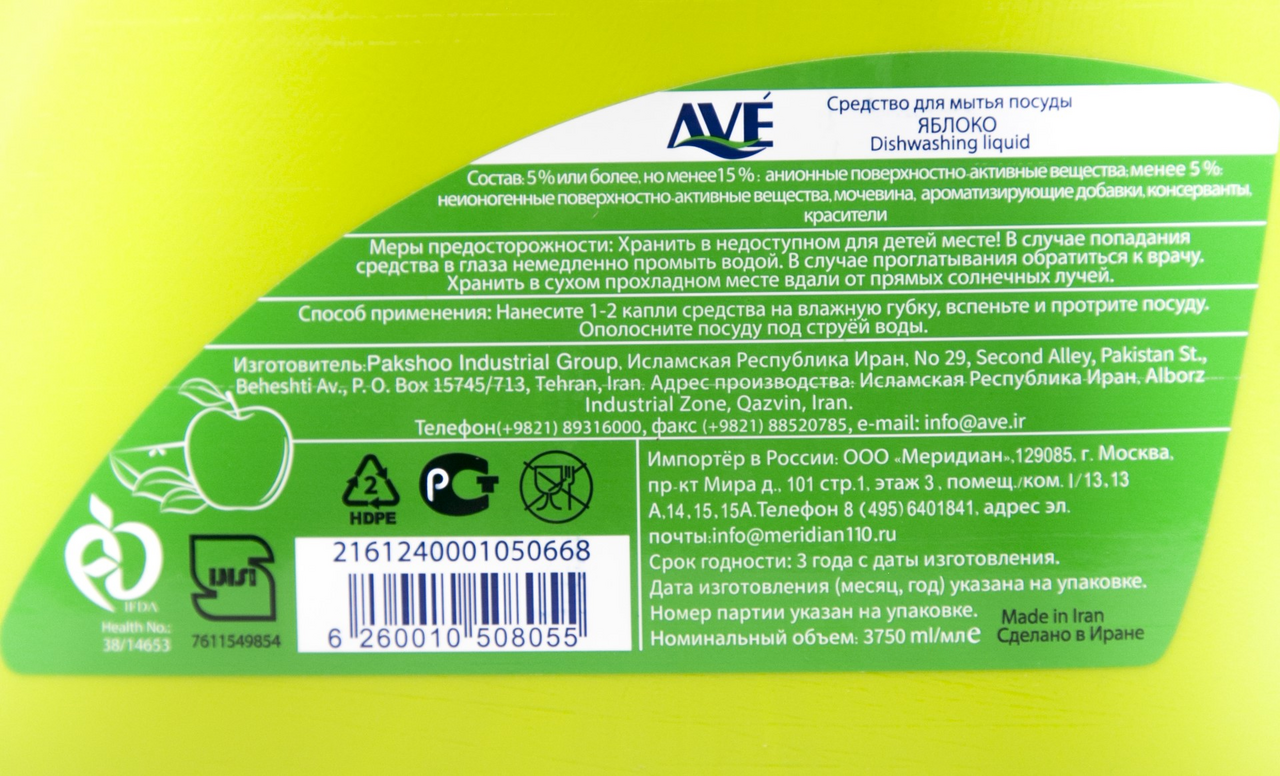 AVÉ
Средство для мытья посуды
ЯБЛОКО
Dishwashing liquid
Состав: 5 % или более, но менее 15 % : анионные поверхностно-активные вещества; менее 5 %:
неионогенные поверхностно-активные вещества, мочевина, ароматизирующие добавки, консерванты,
красители
Меры предосторожности: Хранить в недоступном для детей месте! В случае попадания
средства в глаза немедленно промыть водой. В случае проглатывания обратиться к врачу.
Хранить в сухом прохладном месте вдали от прямых солнечных лучей.
Способ применения: Нанесите 1-2 капли средства на влажную губку, вспеньте и протрите посуду.
Ополосните посуду под струёй воды.
Изготовитель:Pakshoo Industrial Group. Исламская Республика Иран, No 29, Second Alley, Pakistan St.,
Beheshti Av., P. O. Box 15745/713, Tehran, Iran. Адрес производства: Исламская Республика Иран, Alborz
Industrial Zone, Qazvin, Iran.
Телефон(+9821) 89316000, факс (+9821) 88520785, e-mail: info@ave.ir
2
HDPE
РСТ
IFDA
Health No.:
38/14653
7611549854
2161240001050668
6 260010 508055
Импортёр в России: ООО «Меридиан»,129085, г. Москва,
пр-кт Мира д., 101 стр.1, этаж 3 , помещ./ком. I/13,13
А,14,15,15А.Телефон 8 (495)6401841, адрес эл.
почты:info@meridian110.ru
Срок годности: 3 года с даты изготовления.
Дата изготовления (месяц, год) указана на упаковке.
Номер партии указан на упаковке.
Номинальный объем: 3750 ml/мл e
Made in Iran
Сделано в Иране